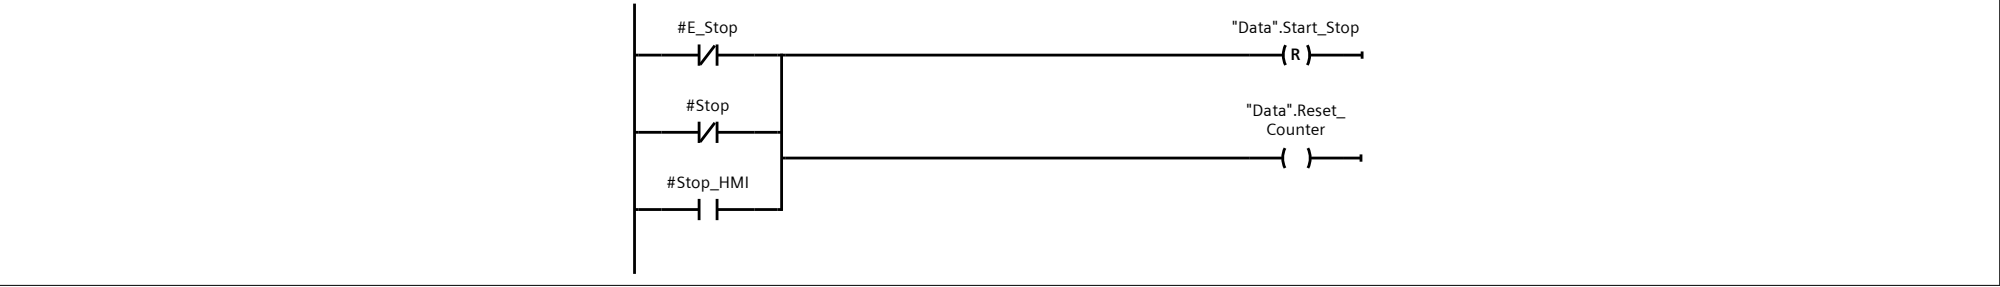 #E_Stop
"Data".Start_Stop
R
#Stop
"Data".Reset_
Counter
#Stop_HMI